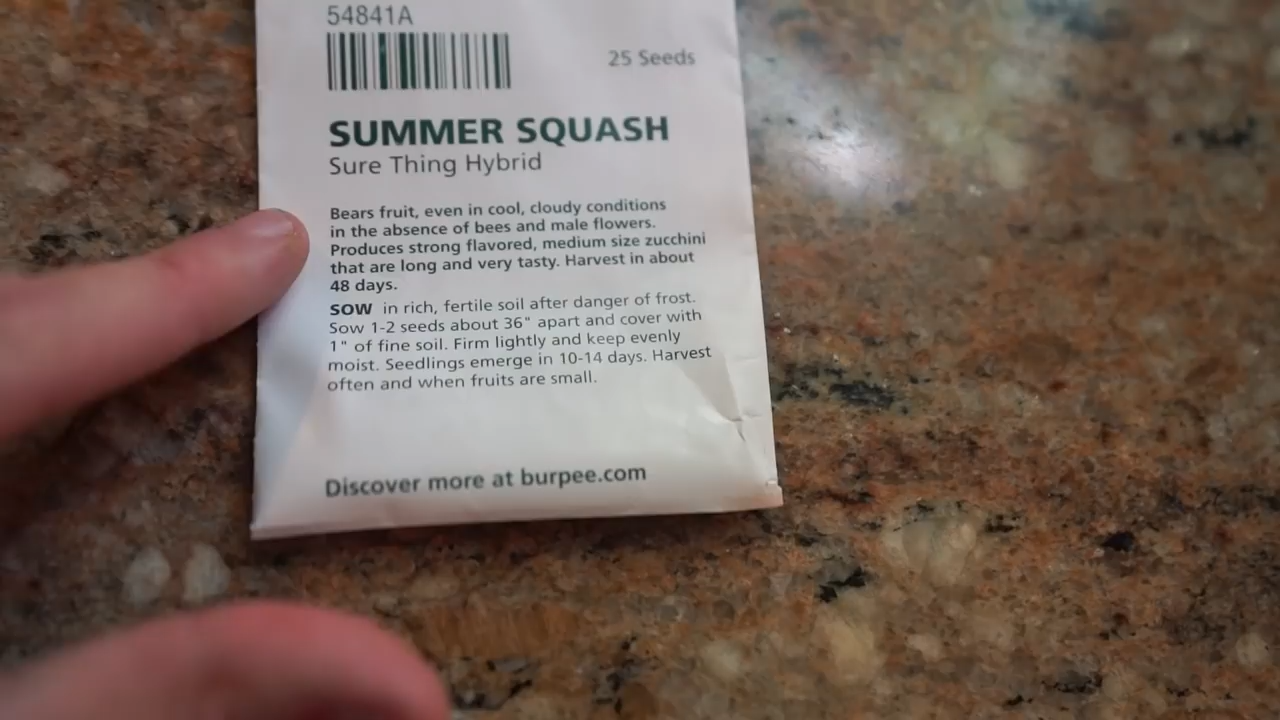 54841A
25 Seeds
SUMMER SQUASH
Sure Thing Hybrid
Bears fruit, even in cool, cloudy conditions
in the absence of bees and male flowers.
Produces strong flavored, medium size zucchini
that are long and very tasty. Harvest in about
48 days.
SOW in rich, fertile soil after danger of frost.
Sow 1-2 seeds about 36" apart and cover with
1" of fine soil. Firm lightly and keep evenly
moist. Seedlings emerge in 10-14 days. Harvest
often and when fruits are small.
Discover more at burpee.com